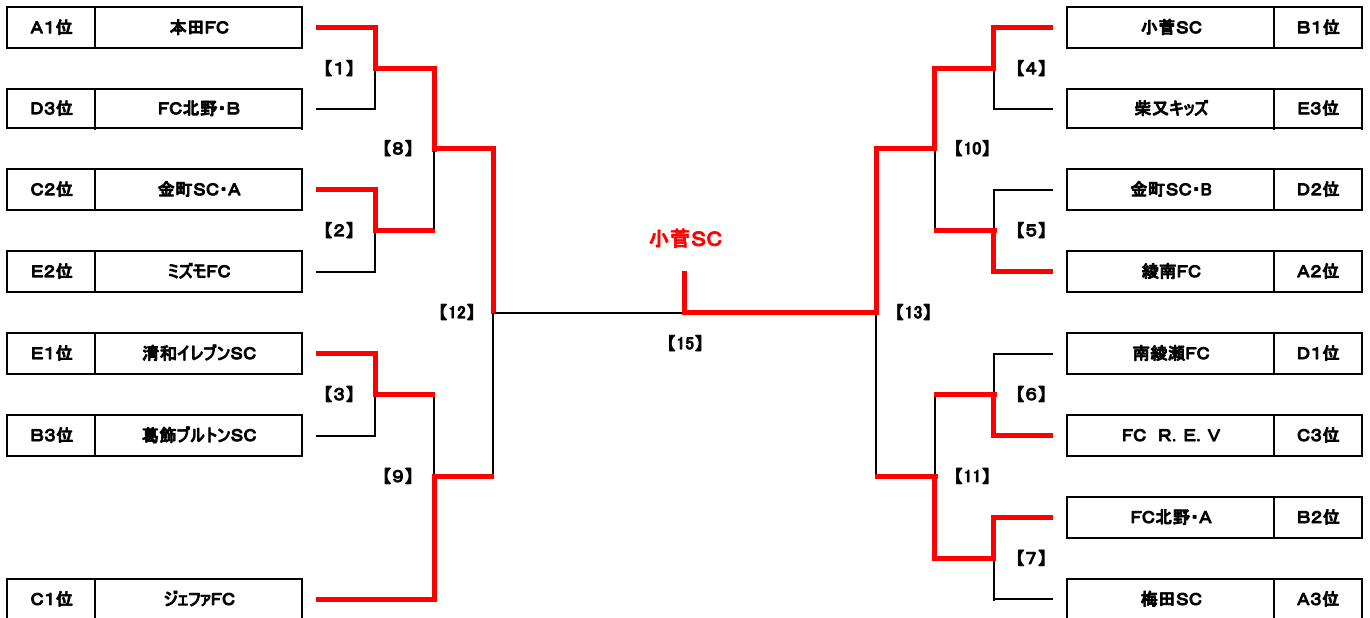 A1位 本田FC 小菅SC B1位
【1】 【4】
D3位 FC北野・B 柴又キッズ E3位
【8】 【10】
C2位 金町SC・A 金町SC・B D2位
【2】 小菅SC 【5】
E2位 ミズモFC 綾南FC A2位
【12】 【13】
【15】
E1位 清和イレブンSC 南綾瀬FC D1位
【3】 【6】
B3位 葛飾ブルトンSC FC R.E.V C3位
【9】 【11】
FC北野・A B2位
【7】
C1位 ジェファFC 梅田SC A3位